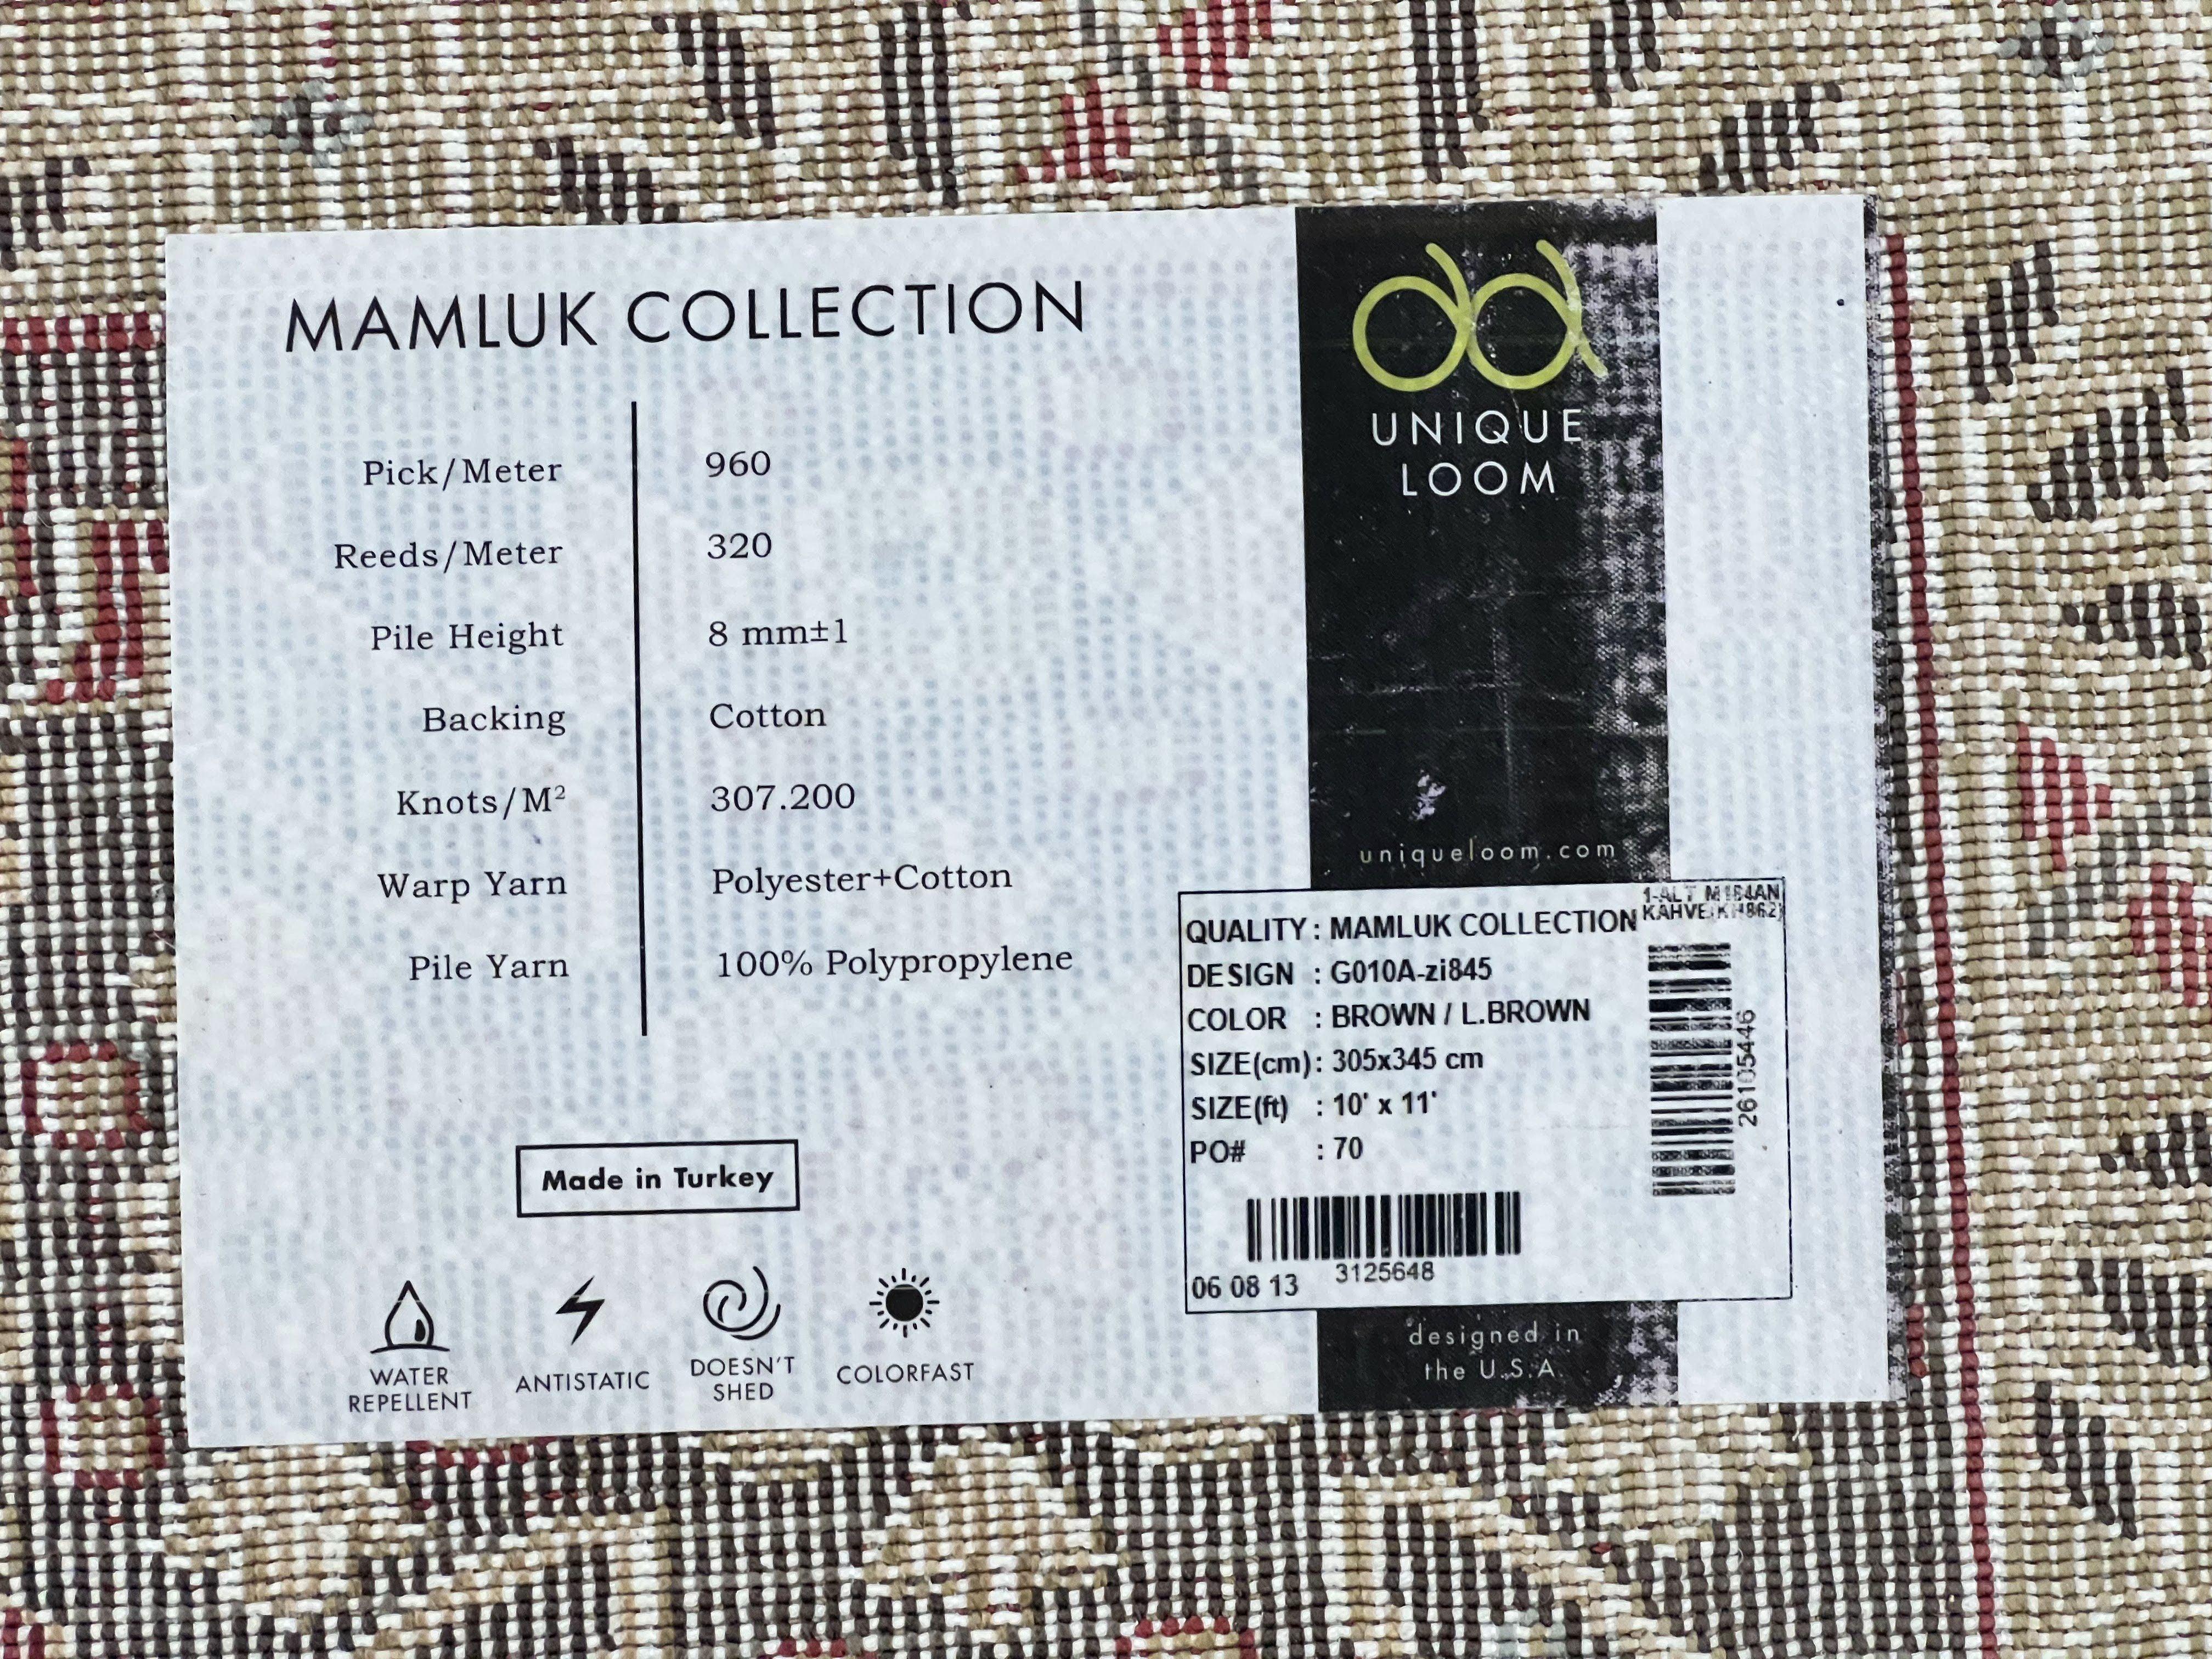 MAMLUK COLLECTION
Pick/Meter 960
Reeds/Meter 320
Pile Height 8 mm±1
Backing Cotton
Knots/M² 307.200
Warp Yarn Polyester+Cotton
Pile Yarn 100% Polypropylene
Made in Turkey
WATER
REPELLENT
ANTISTATIC
DOESN'T
SHED
COLORFAST
UNIQUE
LOOM
uniqueloom.com
1-ALT
KAHVE
QUALITY : MAMLUK COLLECTION
DESIGN : G010A-zi845
COLOR : BROWN / L.BROWN
SIZE(cm) : 305x345 cm
SIZE(ft) : 10' x 11'
PO# : 70
26105446
06 08 13 3125648
designed in
the U.S.A.